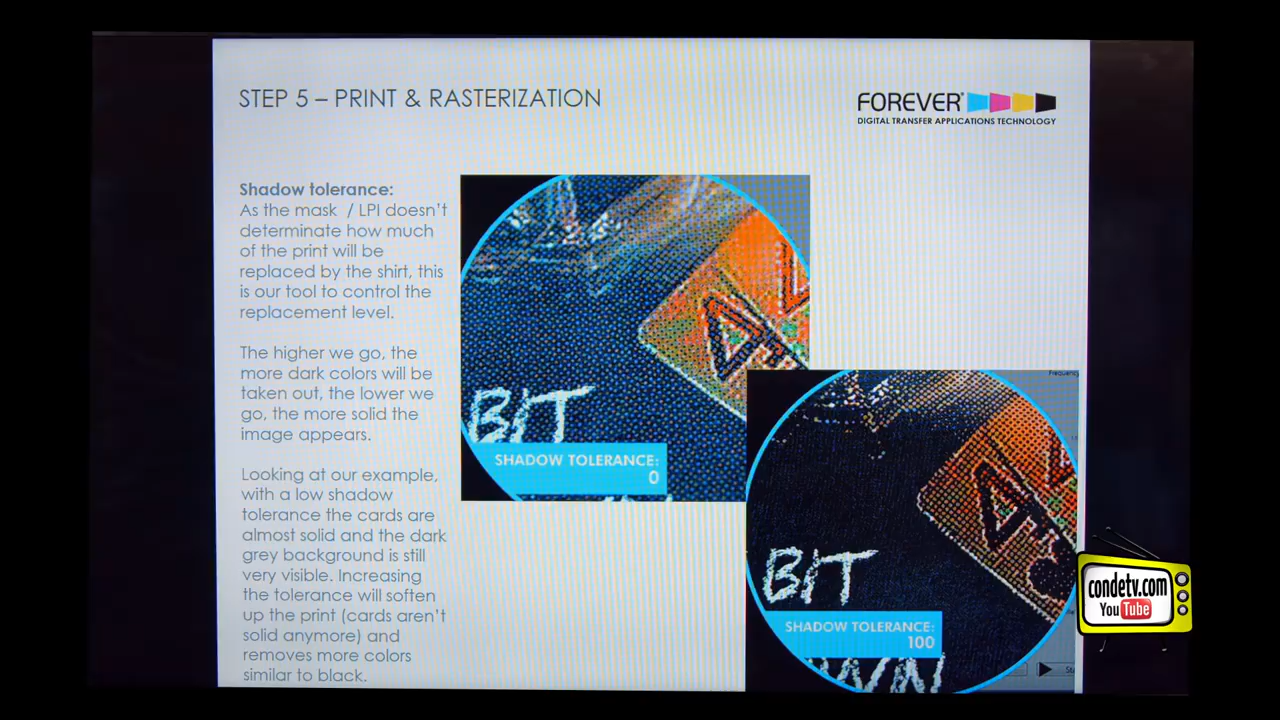 STEP 5 – PRINT & RASTERIZATION
FOREVER®
DIGITAL TRANSFER APPLICATIONS TECHNOLOGY
Shadow tolerance:
As the mask / LPI doesn't
determinate how much
of the print will be
replaced by the shirt, this
is our tool to control the
replacement level.
The higher we go, the
more dark colors will be
taken out, the lower we
go, the more solid the
image appears.
Looking at our example,
with a low shadow
tolerance the cards are
almost solid and the dark
grey background is still
very visible. Increasing
the tolerance will soften
up the print (cards aren't
solid anymore) and
removes more colors
similar to black.
BIT
SHADOW TOLERANCE:
0
Frequency
BIT
SHADOW TOLERANCE:
100
condetv.com
YouTube